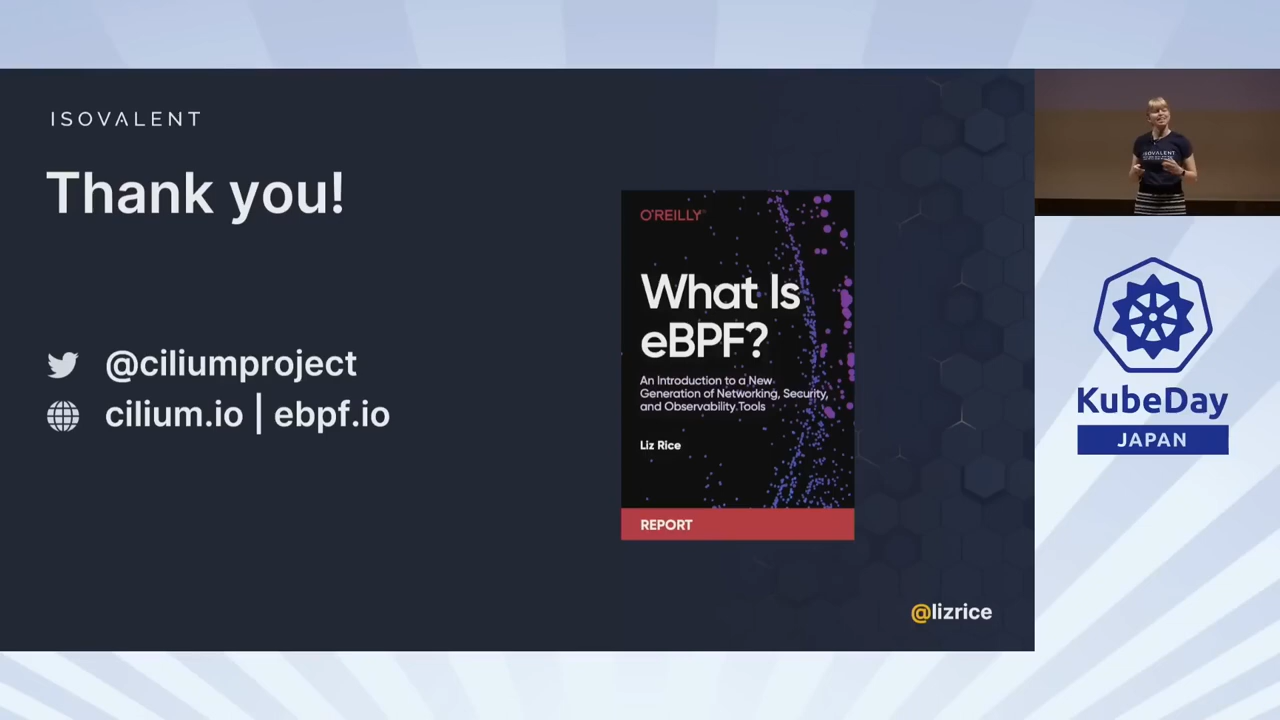 ISOVALENT
Thank you!
@ciliumproject
cilium.io | ebpf.io
O'REILLY
What Is
eBPF?
An Introduction to a New
Generation of Networking, Security,
and Observability Tools
Liz Rice
REPORT
@lizrice
ISOVALENT
KubeDay
JAPAN